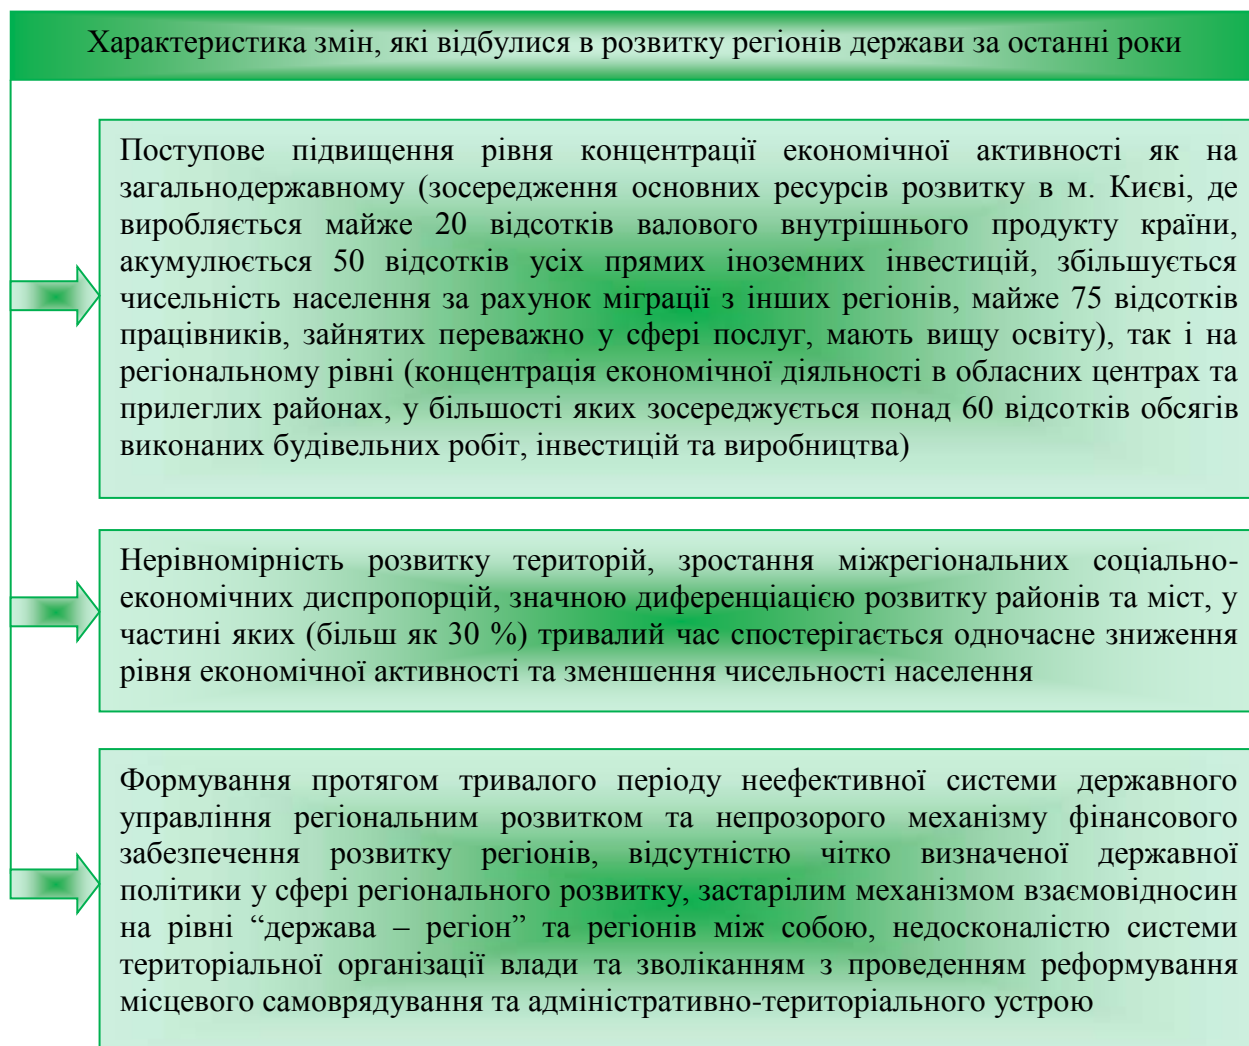 Характеристика змін, які відбулися в розвитку регіонів держави за останні роки
Поступове підвищення рівня концентрації економічної активності як на
загальнодержавному (зосередження основних ресурсів розвитку в м. Києві, де
виробляється майже 20 відсотків валового внутрішнього продукту країни,
акумулюється 50 відсотків усіх прямих іноземних інвестицій, збільшується
чисельність населення за рахунок міграції з інших регіонів, майже 75 відсотків
працівників, зайнятих переважно у сфері послуг, мають вищу освіту), так і на
регіональному рівні (концентрація економічної діяльності в обласних центрах та
прилеглих районах, у більшості яких зосереджується понад 60 відсотків обсягів
виконаних будівельних робіт, інвестицій та виробництва)
Нерівномірність розвитку територій, зростання міжрегіональних соціально-
економічних диспропорцій, значною диференціацією розвитку районів та міст, у
частині яких (більш як 30 %) тривалий час спостерігається одночасне зниження
рівня економічної активності та зменшення чисельності населення
Формування протягом тривалого періоду неефективної системи державного
управління регіональним розвитком та непрозорого механізму фінансового
забезпечення розвитку регіонів, відсутністю чітко визначеної державної
політики у сфері регіонального розвитку, застарілим механізмом взаємовідносин
на рівні “держава – регіон” та регіонів між собою, недосконалістю системи
територіальної організації влади та зволіканням з проведенням реформування
місцевого самоврядування та адміністративно-територіального устрою